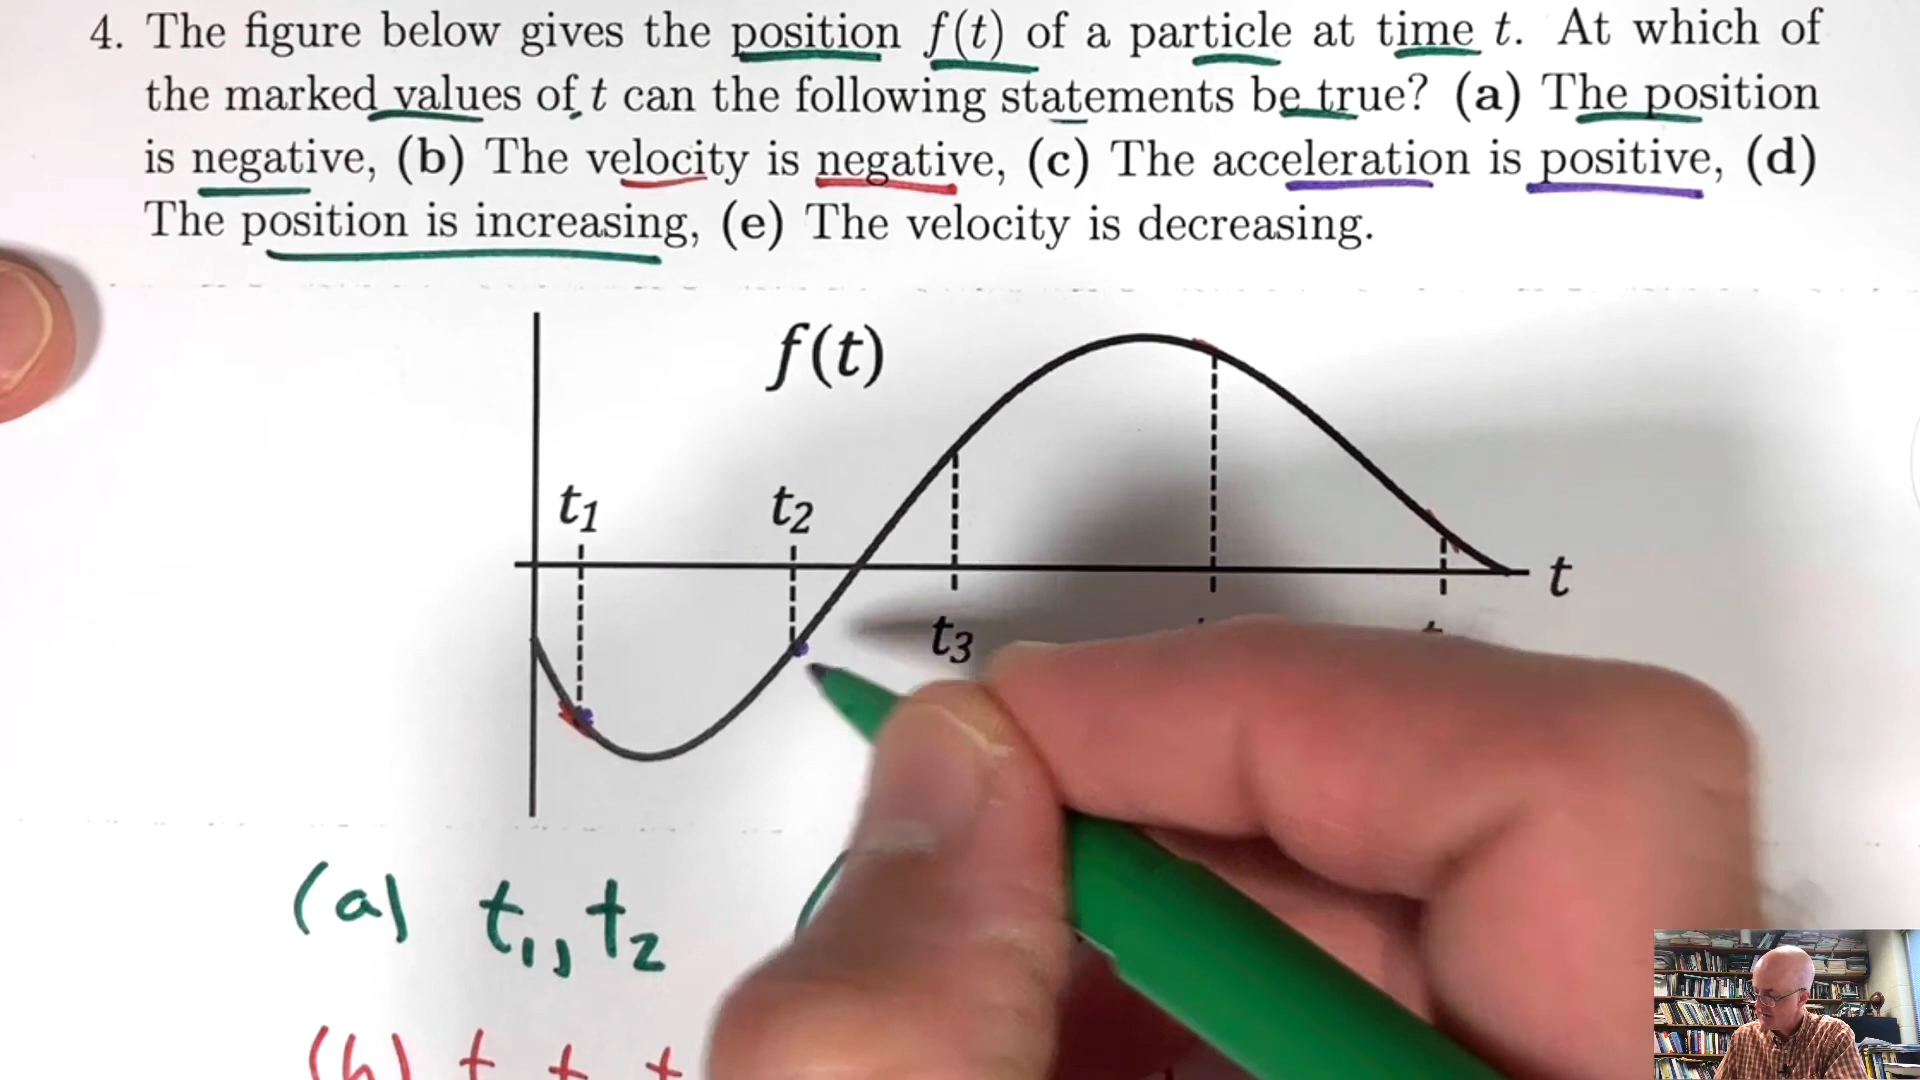 4. The figure below gives the position f(t) of a particle at time t. At which of
the marked values of t can the following statements be true? (a) The position
is negative, (b) The velocity is negative, (c) The acceleration is positive, (d)
The position is increasing, (e) The velocity is decreasing.
f(t)
t1 t2
t
t3
(a) t1, t2
(b) t t t